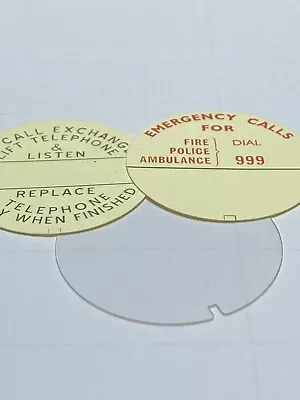 CALL EXCHANGE
LIFT TELEPHONE
&
LISTEN
REPLACE
TELEPHONE
WHEN FINISHED
EMERGENCY CALLS
FOR
FIRE
POLICE
AMBULANCE
DIAL
999